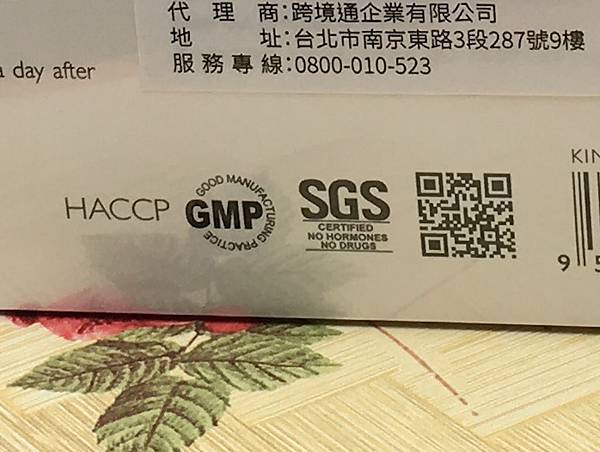 代理商:跨境通企業有限公司
地址:台北市南京東路3段287號9樓
服務專線:0800-010-523
a day after
HACCP
GOOD MANUFACTURING PRACTICE
GMP
SGS
CERTIFIED
NO HORMONES
NO DRUGS
KIN
9 5